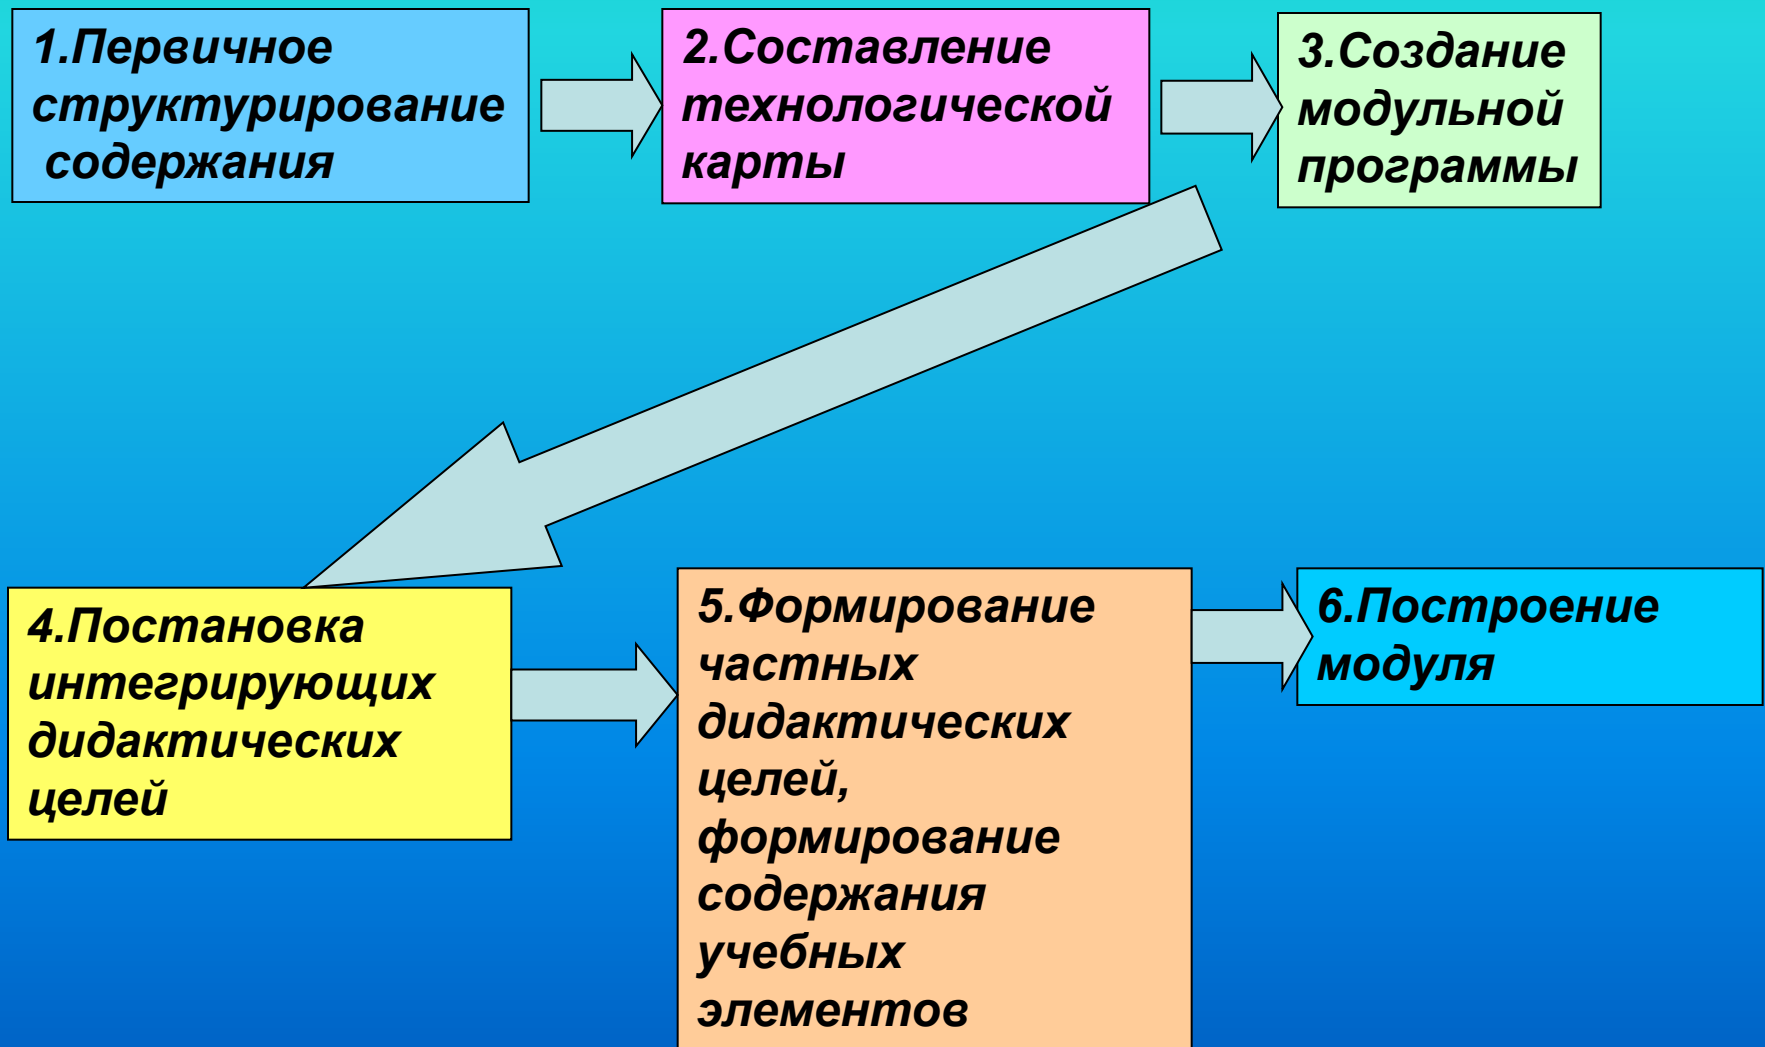 1.Первичное
структурирование
содержания
2.Составление
технологической
карты
3.Создание
модульной
программы
4.Постановка
интегрирующих
дидактических
целей
5.Формирование
частных
дидактических
целей,
формирование
содержания
учебных
элементов
6.Построение
модуля